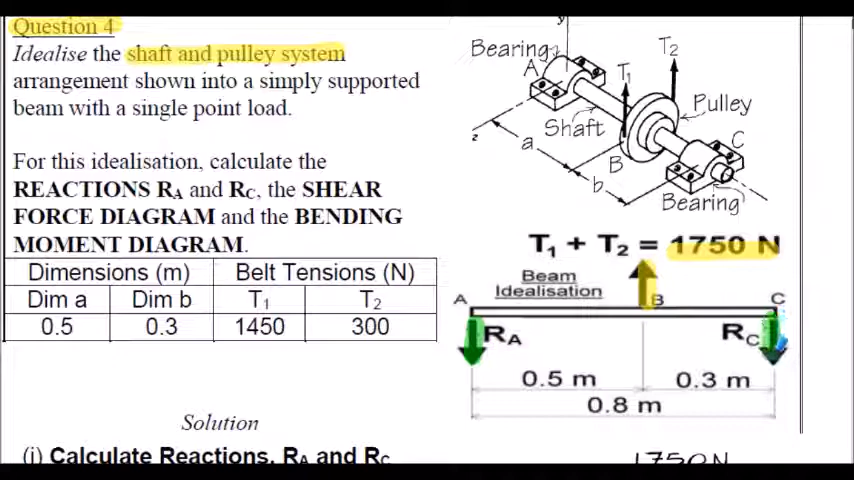 Question 4
Idealise the shaft and pulley system
arrangement shown into a simply supported
beam with a single point load.
For this idealisation, calculate the
REACTIONS RA and RC, the SHEAR
FORCE DIAGRAM and the BENDING
MOMENT DIAGRAM.
Dimensions (m) Belt Tensions (N)
Dim a Dim b T1 T2
0.5 0.3 1450 300
Solution
(i) Calculate Reactions, RA and RC
y
Bearing
A
T1
T2
Pulley
Shaft
z
a
B
C
b
Bearing
T1 + T2 = 1750 N
Beam
Idealisation
A B C
RA RC
0.5 m 0.3 m
0.8 m
1750N